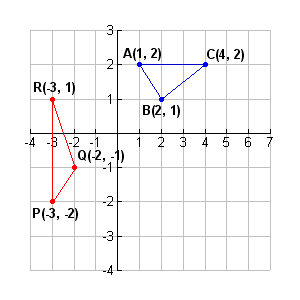 3
A(1, 2)
C(4, 2)
2
R(-3, 1)
1
B(2, 1)
-4 -3 -2 -1 1 2 3 4 5 6 7
Q(-2, -1)
-1
P(-3, -2)
-2
-3
-4